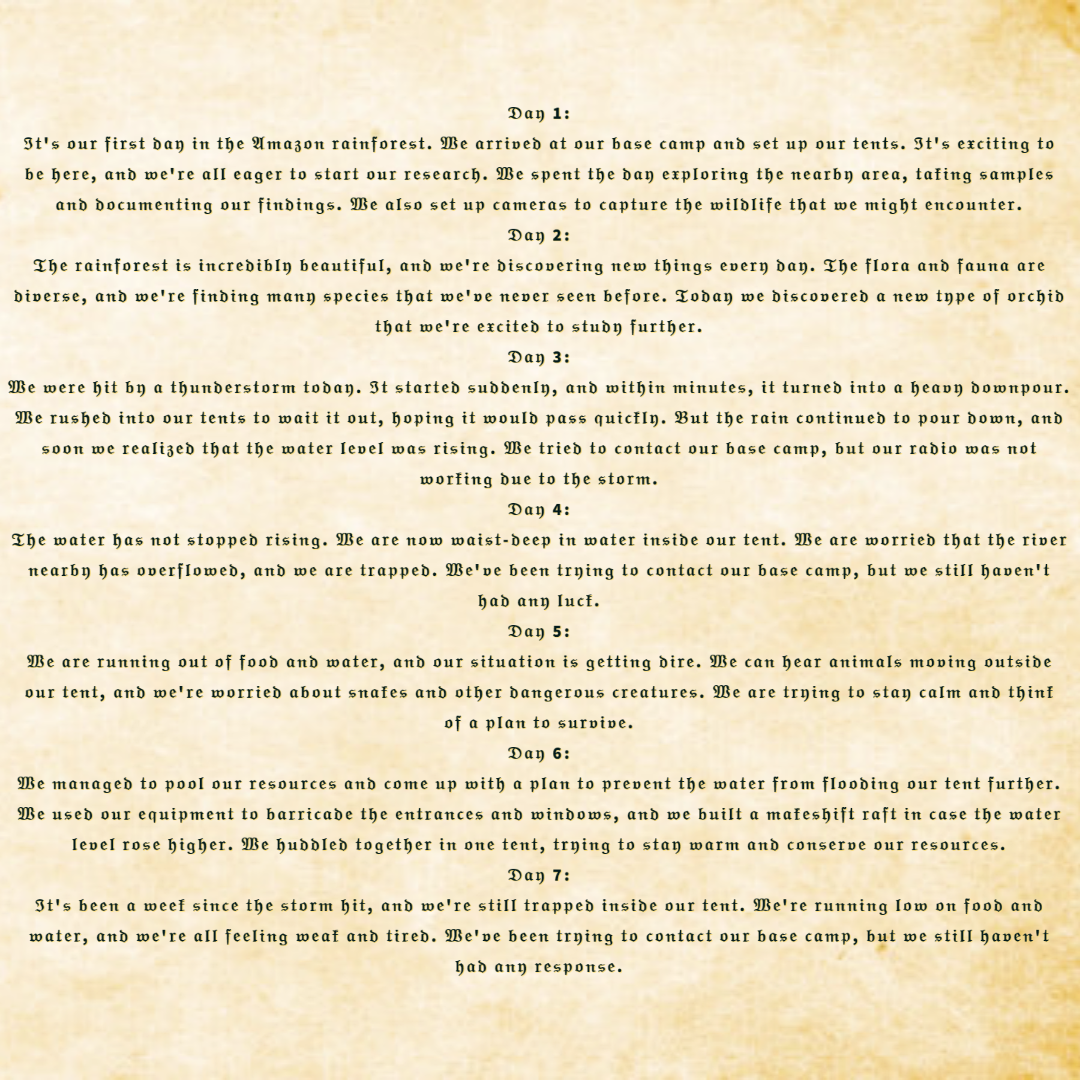 Day 1:
It's our first day in the Amazon rainforest. We arrived at our base camp and set up our tents. It's exciting to
be here, and we're all eager to start our research. We spent the day exploring the nearby area, taking samples
and documenting our findings. We also set up cameras to capture the wildlife that we might encounter.
Day 2:
The rainforest is incredibly beautiful, and we're discovering new things every day. The flora and fauna are
diverse, and we're finding many species that we've never seen before. Today we discovered a new type of orchid
that we're excited to study further.
Day 3:
We were hit by a thunderstorm today. It started suddenly, and within minutes, it turned into a heavy downpour.
We rushed into our tents to wait it out, hoping it would pass quickly. But the rain continued to pour down, and
soon we realized that the water level was rising. We tried to contact our base camp, but our radio was not
working due to the storm.
Day 4:
The water has not stopped rising. We are now waist-deep in water inside our tent. We are worried that the river
nearby has overflowed, and we are trapped. We've been trying to contact our base camp, but we still haven't
had any luck.
Day 5:
We are running out of food and water, and our situation is getting dire. We can hear animals moving outside
our tent, and we're worried about snakes and other dangerous creatures. We are trying to stay calm and think
of a plan to survive.
Day 6:
We managed to pool our resources and come up with a plan to prevent the water from flooding our tent further.
We used our equipment to barricade the entrances and windows, and we built a makeshift raft in case the water
level rose higher. We huddled together in one tent, trying to stay warm and conserve our resources.
Day 7:
It's been a week since the storm hit, and we're still trapped inside our tent. We're running low on food and
water, and we're all feeling weak and tired. We've been trying to contact our base camp, but we still haven't
had any response.